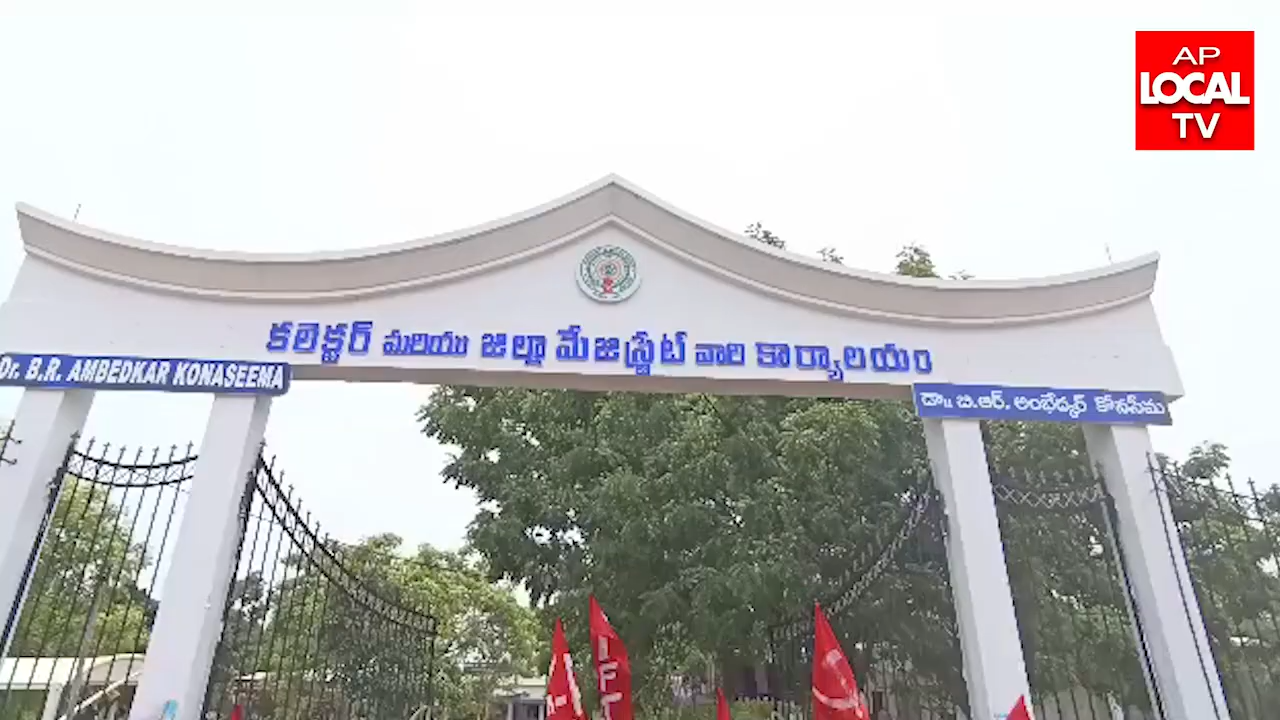 AP
LOCAL
TV
కలెక్టర్ మరియు జిల్లా మేజిస్ట్రేట్ వారి కార్యాలయం
Dr. B.R. AMBEDKAR KONASEEMA
డా॥ బి.ఆర్. అంభేద్కర్ కోనసీమ